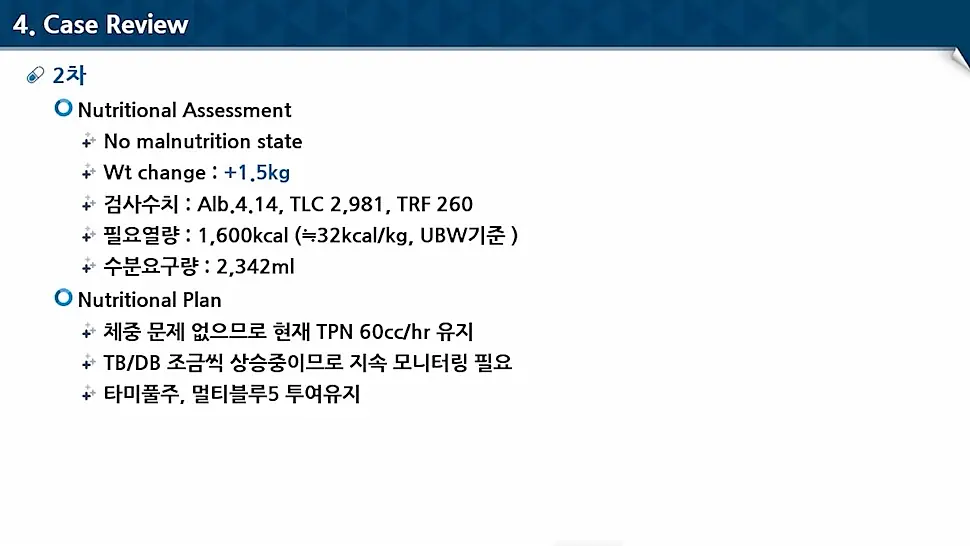 4. Case Review
2차
Nutritional Assessment
No malnutrition state
Wt change : +1.5kg
검사수치 : Alb.4.14, TLC 2,981, TRF 260
필요열량 : 1,600kcal (≒32kcal/kg, UBW기준 )
수분요구량 : 2,342ml
Nutritional Plan
체중 문제 없으므로 현재 TPN 60cc/hr 유지
TB/DB 조금씩 상승중이므로 지속 모니터링 필요
타미풀주, 멀티블루5 투여유지